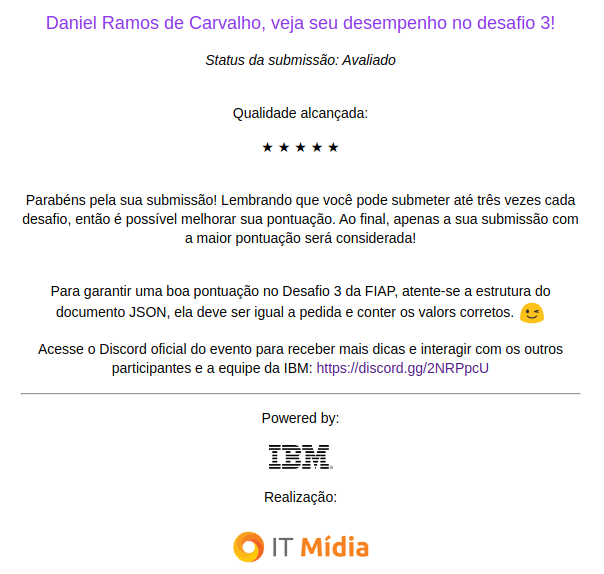 Daniel Ramos de Carvalho, veja seu desempenho no desafio 3!
Status da submissão: Avaliado
Qualidade alcançada:
★ ★ ★ ★ ★
Parabéns pela sua submissão! Lembrando que você pode submeter até três vezes cada
desafio, então é possível melhorar sua pontuação. Ao final, apenas a sua submissão com
a maior pontuação será considerada!
Para garantir uma boa pontuação no Desafio 3 da FIAP, atente-se a estrutura do
documento JSON, ela deve ser igual a pedida e conter os valors corretos. 😉
Acesse o Discord oficial do evento para receber mais dicas e interagir com os outros
participantes e a equipe da IBM: https://discord.gg/2NRPpcU
Powered by:
IBM®
Realização:
IT Mídia